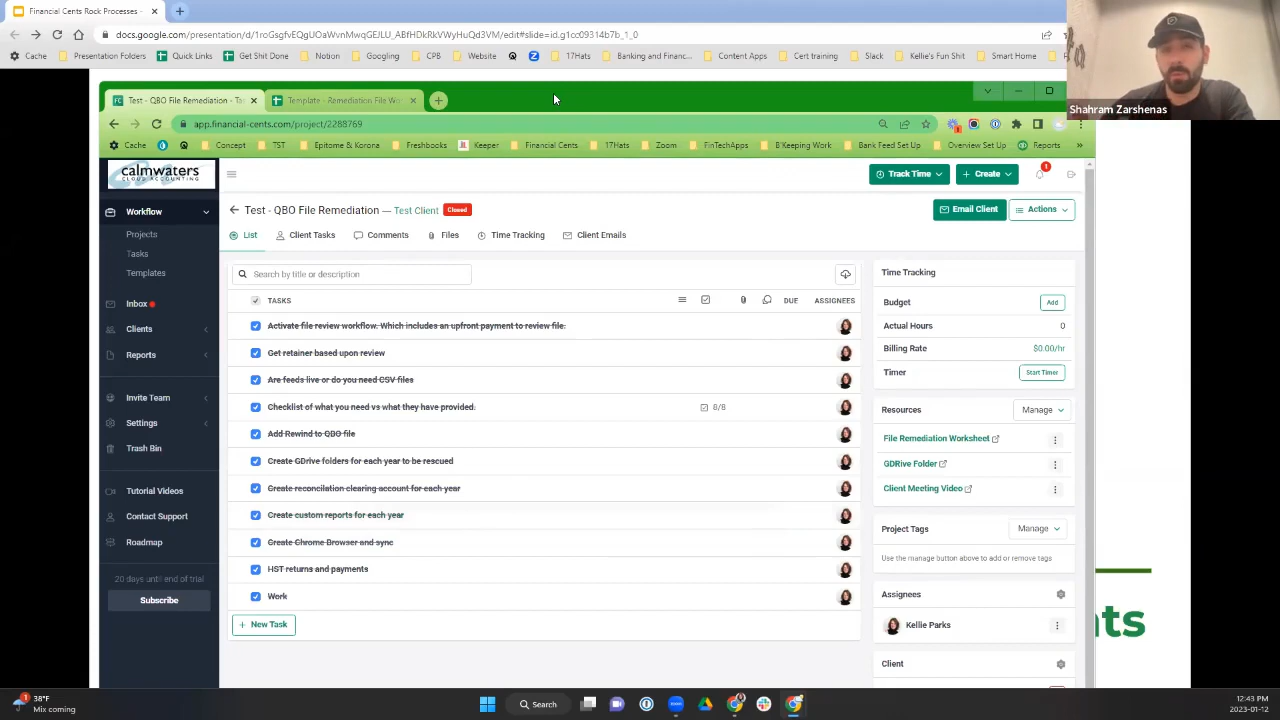 Financial Cents Rock Processes -
docs.google.com/presentation/d/1roGsgfvEQgUOaWvnMwqGEJLU_ABfHDkRkVWyHuQd3VM/edit#slide=id.g1cc09314b7b_1_0
Cache Presentation Folders Quick Links Notion Googling CPP Website 17Hats Banking and Financ... Content Apps Cert training Slack Kellie's Fun Shit Smart Home
Shahram Zarshenas
Test - QBO File Remediation - Tas
Template - Remediation File Wo
app.financial-cents.com/project/2288769
Cache Concept TST Epitome & Korona Freshbooks Keeper Financial Cents 17Hats Zoom FinTechApps B'Keeping Work Bank Feed Set Up Overview Set UP Reports »
calmwaters
CLOUD ACCOUNTING
Track Time
+ Create
1
Workflow
Projects
Tasks
Templates
Inbox
Clients
Reports
Invite Team
Settings
Trash Bin
Tutorial Videos
Contact Support
Roadmap
20 days until end of trial
Subscribe
Test - QBO File Remediation — Test Client Closed
Email Client
Actions
List Client Tasks Comments Files Time Tracking Client Emails
Search by title or description
TASKS DUE ASSIGNEES
Activate file review workflow. Which includes an upfront payment to review file.
Get retainer based upon review
Are feeds live or do you need CSV files
Checklist of what you need vs what they have provided. 8/8
Add Rewind to QBO file
Create GDrive folders for each year to be rescued
Create reconciliation clearing account for each year
Create custom reports for each year
Create Chrome Browser and sync
HST returns and payments
Work
+ New Task
Time Tracking
Budget Add
Actual Hours 0
Billing Rate $0.00/hr
Timer Start Timer
Resources Manage
File Remediation Worksheet
GDRive Folder
Client Meeting Video
Project Tags Manage
Use the manage button above to add or remove tags
Assignees
Kellie Parks
Client
nts
1
38°F
Mix coming
Search
12:43 PM
2023-01-12